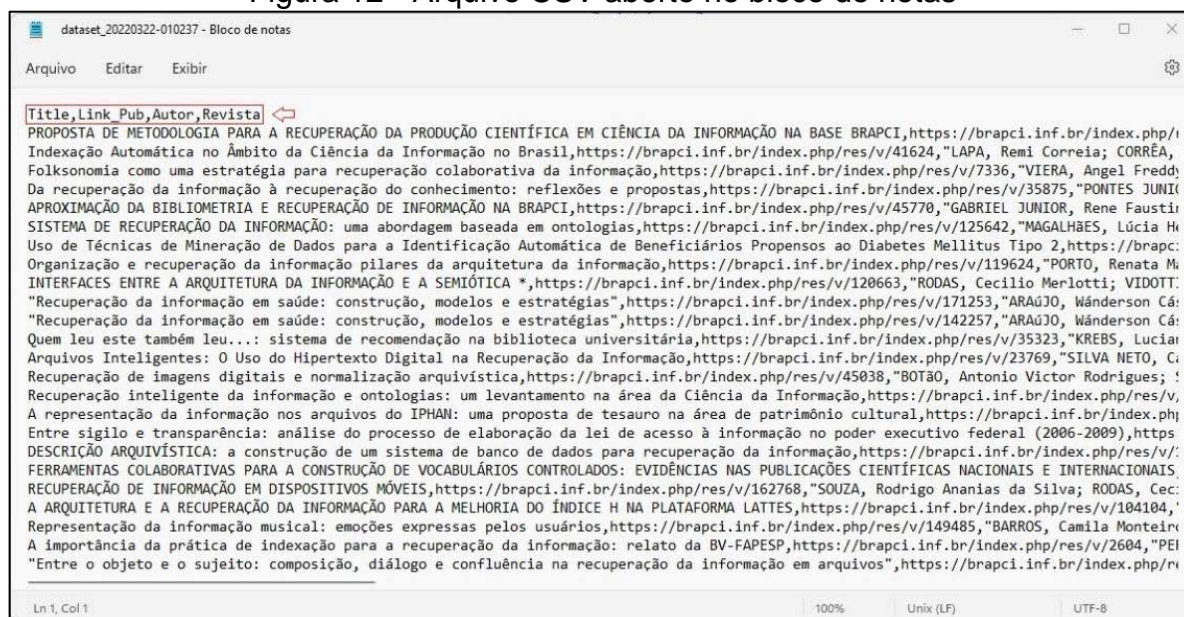 Figura 12 - Arquivo CSV aberto no bloco de notas
dataset_20220322-010237 - Bloco de notas
Arquivo Editar Exibir
Title,Link_Pub,Autor,Revista
PROPOSTA DE METODOLOGIA PARA A RECUPERAÇÃO DA PRODUÇÃO CIENTÍFICA EM CIÊNCIA DA INFORMAÇÃO NA BASE BRAPCI,https://brapci.inf.br/index.php/
Indexação Automática no Âmbito da Ciência da Informação no Brasil,https://brapci.inf.br/index.php/res/v/41624,"LAPA, Remi Correia; CORRÊA,
Folksonomia como uma estratégia para recuperação colaborativa da informação,https://brapci.inf.br/index.php/res/v/7336,"VIERA, Angel Freddy
Da recuperação da informação à recuperação do conhecimento: reflexões e propostas,https://brapci.inf.br/index.php/res/v/35875,"PONTES JUNI
APROXIMAÇÃO DA BIBLIOMETRIA E RECUPERAÇÃO DE INFORMAÇÃO NA BRAPCI,https://brapci.inf.br/index.php/res/v/45770,"GABRIEL JUNIOR, Rene Fausti
SISTEMA DE RECUPERAÇÃO DA INFORMAÇÃO: uma abordagem baseada em ontologias,https://brapci.inf.br/index.php/res/v/125642,"MAGALHãES, Lúcia H
Uso de Técnicas de Mineração de Dados para a Identificação Automática de Beneficiários Propensos ao Diabetes Mellitus Tipo 2,https://brapc
Organização e recuperação da informação pilares da arquitetura da informação,https://brapci.inf.br/index.php/res/v/119624,"PORTO, Renata M
INTERFACES ENTRE A ARQUITETURA DA INFORMAÇÃO E A SEMIÓTICA *,https://brapci.inf.br/index.php/res/v/120663,"RODAS, Cecilio Merlotti; VIDOTT
"Recuperação da informação em saúde: construção, modelos e estratégias",https://brapci.inf.br/index.php/res/v/171253,"ARAúJO, Wánderson Cás
"Recuperação da informação em saúde: construção, modelos e estratégias",https://brapci.inf.br/index.php/res/v/142257,"ARAúJO, Wánderson Cás
Quem leu este também leu...: sistema de recomendação na biblioteca universitária,https://brapci.inf.br/index.php/res/v/35323,"KREBS, Lucia
Arquivos Inteligentes: O Uso do Hipertexto Digital na Recuperação da Informação,https://brapci.inf.br/index.php/res/v/23769,"SILVA NETO, C
Recuperação de imagens digitais e normalização arquivística,https://brapci.inf.br/index.php/res/v/45038,"BOTãO, Antonio Victor Rodrigues;
Recuperação inteligente da informação e ontologias: um levantamento na área da Ciência da Informação,https://brapci.inf.br/index.php/res/v/
A representação da informação nos arquivos do IPHAN: uma proposta de tesauro na área de patrimônio cultural,https://brapci.inf.br/index.ph
Entre sigilo e transparência: análise do processo de elaboração da lei de acesso à informação no poder executivo federal (2006-2009),https
DESCRIÇÃO ARQUIVÍSTICA: a construção de um sistema de banco de dados para recuperação da informação,https://brapci.inf.br/index.php/res/v/
FERRAMENTAS COLABORATIVAS PARA A CONSTRUÇÃO DE VOCABULÁRIOS CONTROLADOS: EVIDÊNCIAS NAS PUBLICAÇÕES CIENTÍFICAS NACIONAIS E INTERNACIONAIS
RECUPERAÇÃO DE INFORMAÇÃO EM DISPOSITIVOS MÓVEIS,https://brapci.inf.br/index.php/res/v/162768,"SOUZA, Rodrigo Ananias da Silva; RODAS, Cec
A ARQUITETURA E A RECUPERAÇÃO DA INFORMAÇÃO PARA A MELHORIA DO ÍNDICE H NA PLATAFORMA LATTES,https://brapci.inf.br/index.php/res/v/104104,
Representação da informação musical: emoções expressas pelos usuários,https://brapci.inf.br/index.php/res/v/149485,"BARROS, Camila Monteir
A importância da prática de indexação para a recuperação da informação: relato da BV-FAPESP,https://brapci.inf.br/index.php/res/v/2604,"PE
"Entre o objeto e o sujeito: composição, diálogo e confluência na recuperação da informação em arquivos",https://brapci.inf.br/index.php/r
Ln 1, Col 1 100% Unix (LF) UTF-8